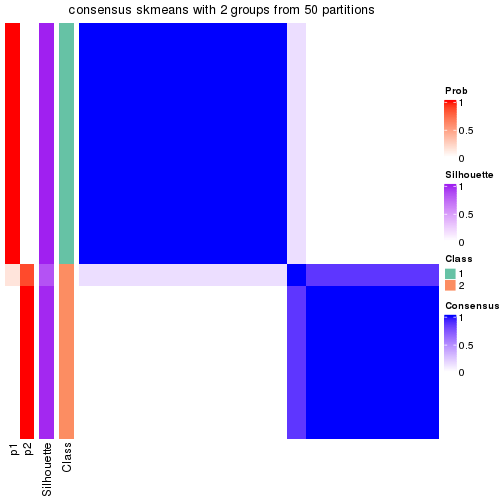 consensus skmeans with 2 groups from 50 partitions
Prob
1
0.5
0
Silhouette
1
0.5
0
Class
1
2
Consensus
1
0.5
0
p1
p2
Silhouette
Class